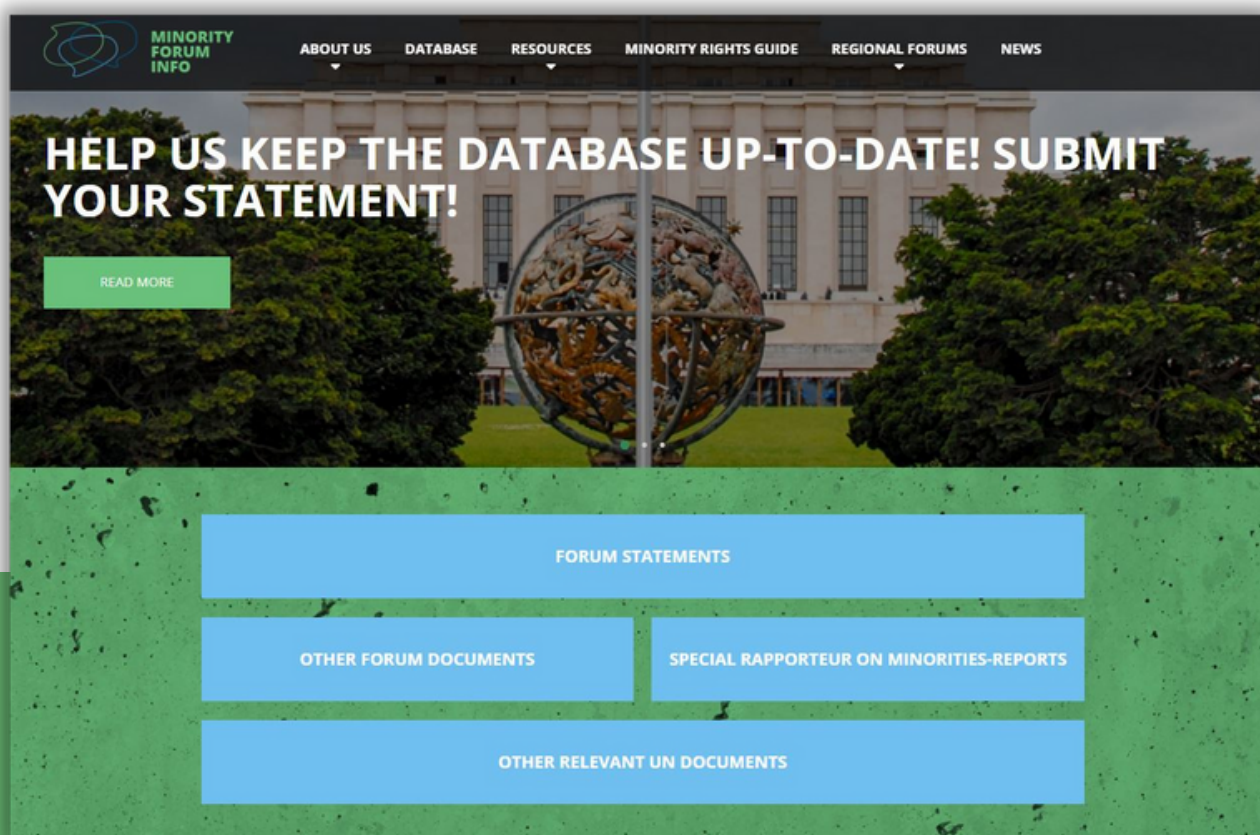 MINORITY
FORUM
INFO
ABOUT US DATABASE RESOURCES MINORITY RIGHTS GUIDE REGIONAL FORUMS NEWS
HELP US KEEP THE DATABASE UP-TO-DATE! SUBMIT
YOUR STATEMENT!
READ MORE
FORUM STATEMENTS
OTHER FORUM DOCUMENTS SPECIAL RAPPORTEUR ON MINORITIES-REPORTS
OTHER RELEVANT UN DOCUMENTS